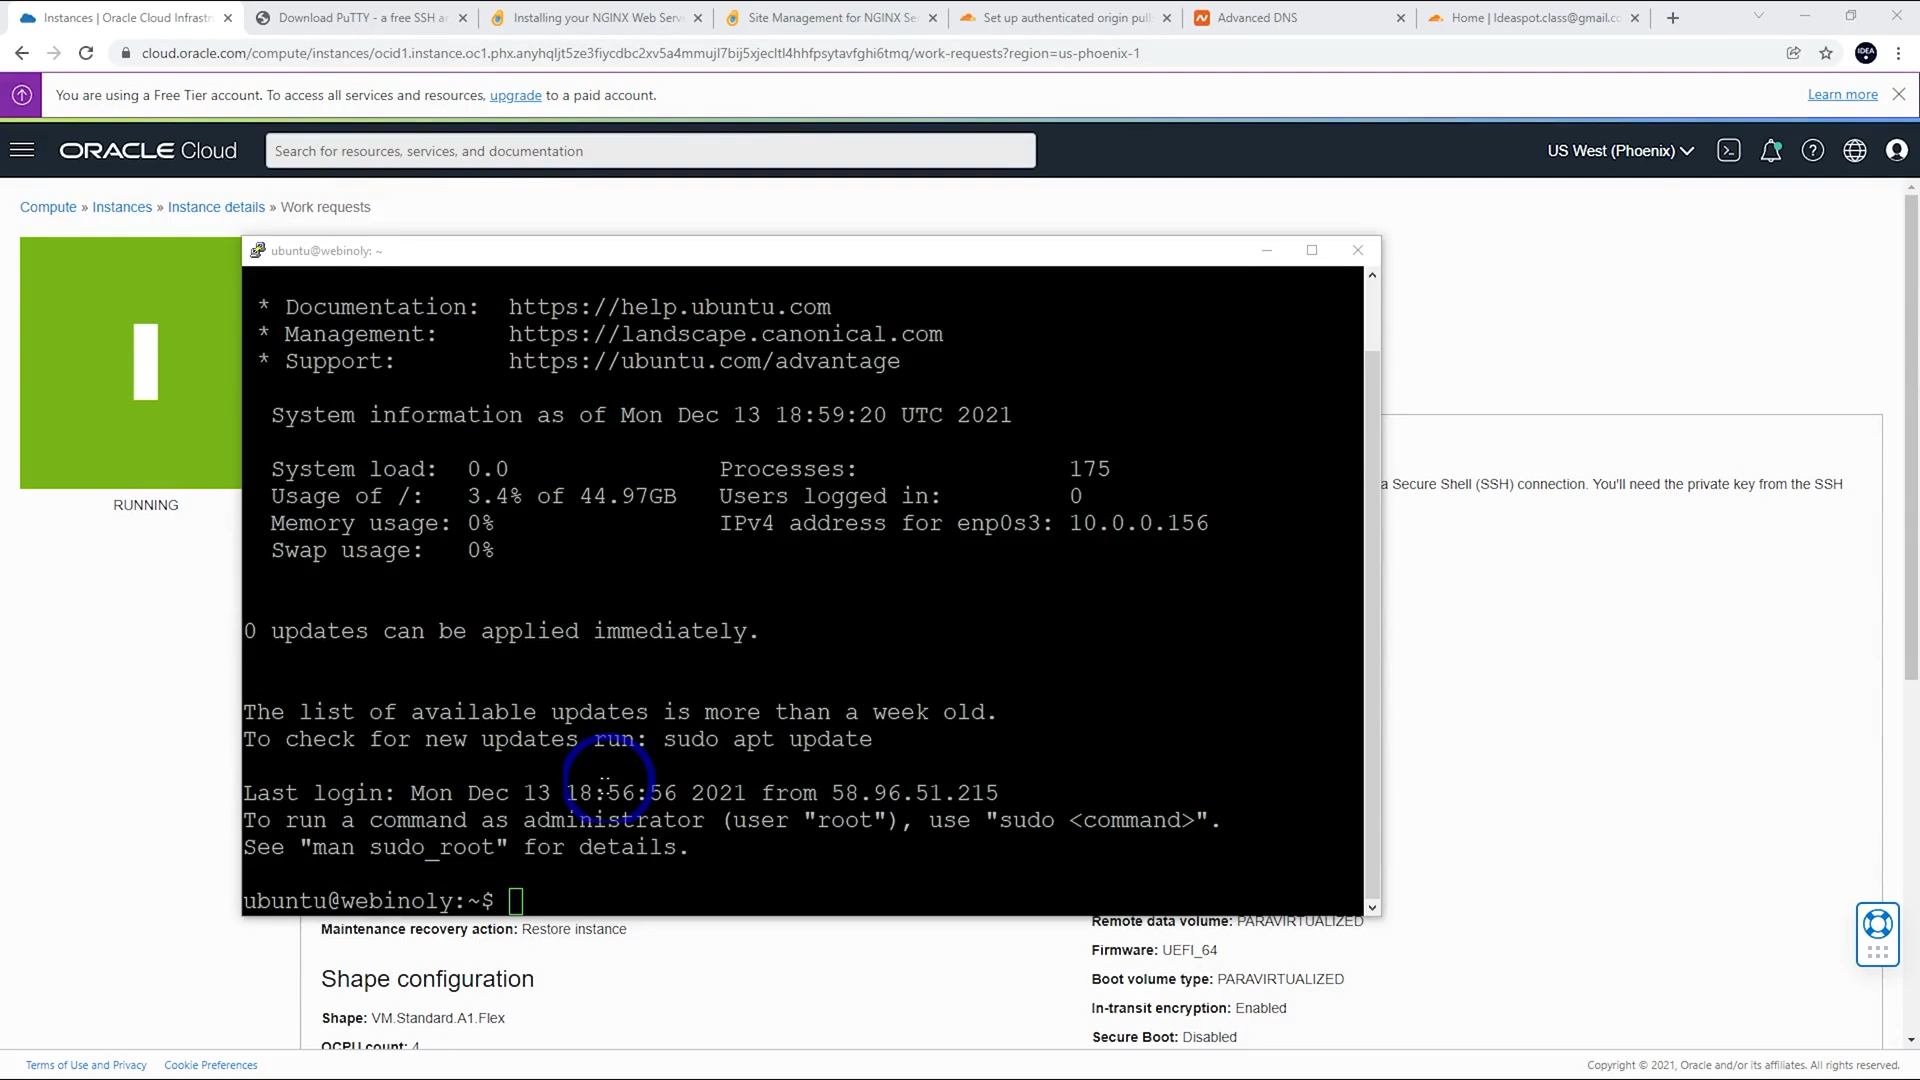 Instances | Oracle Cloud Infrastr
Download PuTTY - a free SSH a
Installing your NGINX Web Serve
Site Management for NGINX Se
Set up authenticated origin pull
Advanced DNS
Home | Ideaspot.class@gmail.c
cloud.oracle.com/compute/instances/ocid1.instance.oc1.phx.anyhqljt5ze3fiycdbc2xv5a4mmujl7bij5xjecltl4hhfpsytavfghi6tmq/work-requests?region=us-phoenix-1
IDEA
You are using a Free Tier account. To access all services and resources, upgrade to a paid account.
Learn more
ORACLE Cloud
Search for resources, services, and documentation
US West (Phoenix)
Compute » Instances » Instance details » Work requests
RUNNING
ubuntu@webinoly: ~
* Documentation: https://help.ubuntu.com
* Management: https://landscape.canonical.com
* Support: https://ubuntu.com/advantage
System information as of Mon Dec 13 18:59:20 UTC 2021
System load: 0.0 Processes: 175
Usage of /: 3.4% of 44.97GB Users logged in: 0
Memory usage: 0% IPv4 address for enp0s3: 10.0.0.156
Swap usage: 0%
0 updates can be applied immediately.
The list of available updates is more than a week old.
To check for new updates run: sudo apt update
Last login: Mon Dec 13 18:56:56 2021 from 58.96.51.215
To run a command as administrator (user "root"), use "sudo <command>".
See "man sudo_root" for details.
ubuntu@webinoly:~$
a Secure Shell (SSH) connection. You'll need the private key from the SSH
Maintenance recovery action: Restore instance
Shape configuration
Shape: VM.Standard.A1.Flex
OCPU count: 4
Remote data volume: PARAVIRTUALIZED
Firmware: UEFI_64
Boot volume type: PARAVIRTUALIZED
In-transit encryption: Enabled
Secure Boot: Disabled
Terms of Use and Privacy
Cookie Preferences
Copyright © 2021, Oracle and/or its affiliates. All rights reserved.